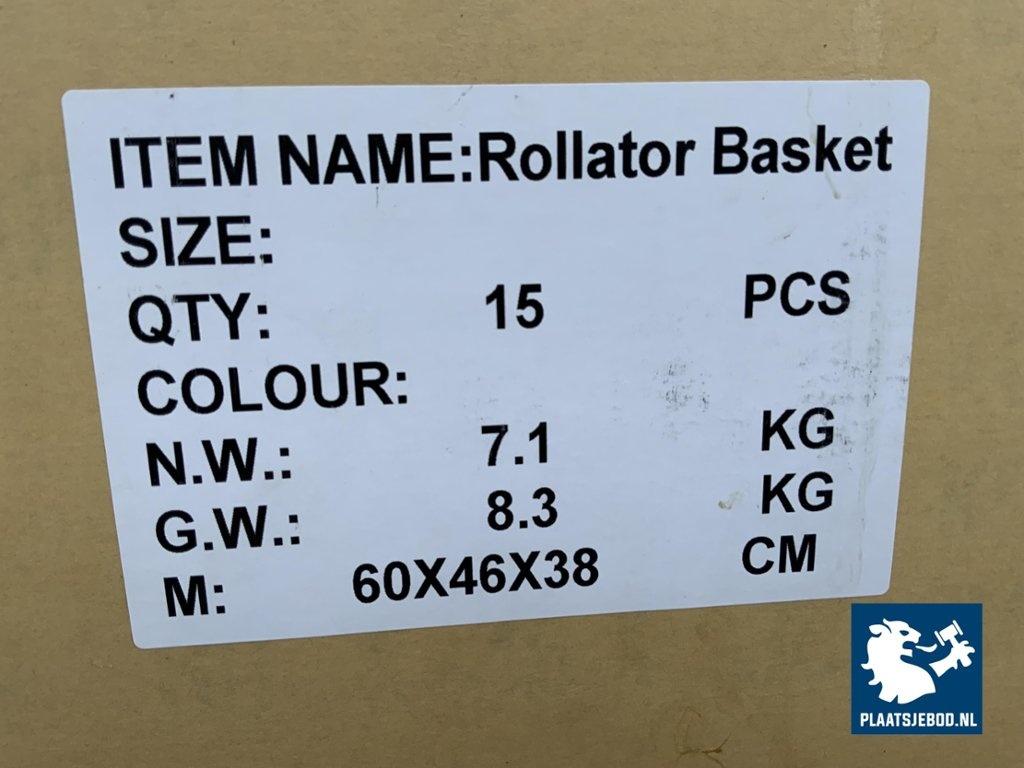 ITEM NAME:Rollator Basket
SIZE:
QTY: 15 PCS
COLOUR:
N.W.: 7.1 KG
G.W.: 8.3 KG
M: 60X46X38 CM
PLAATSJEBOD.NL